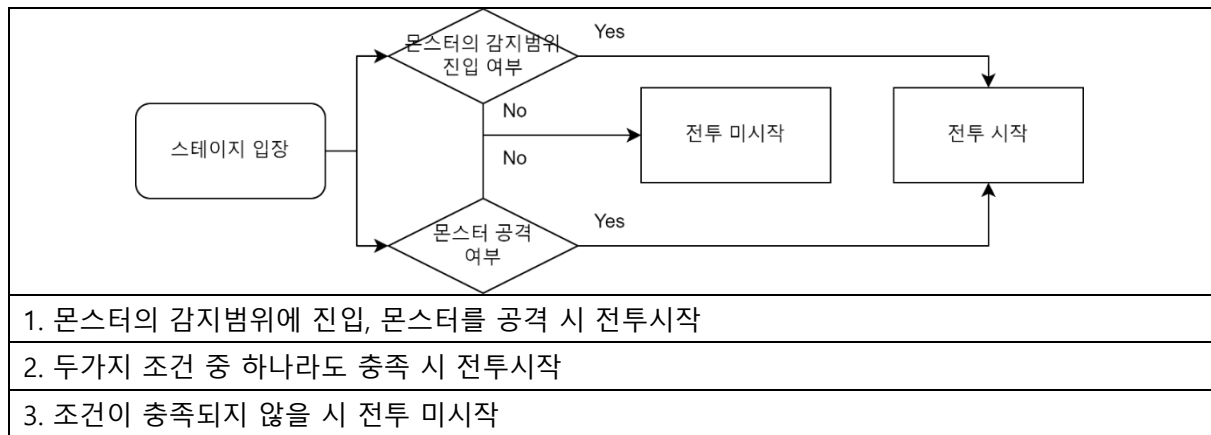 몬스터의 감지범위
진입 여부
Yes
No
스테이지 입장
전투 미시작
전투 시작
No
몬스터 공격
여부
Yes
1. 몬스터의 감지범위에 진입, 몬스터를 공격 시 전투시작
2. 두가지 조건 중 하나라도 충족 시 전투시작
3. 조건이 충족되지 않을 시 전투 미시작